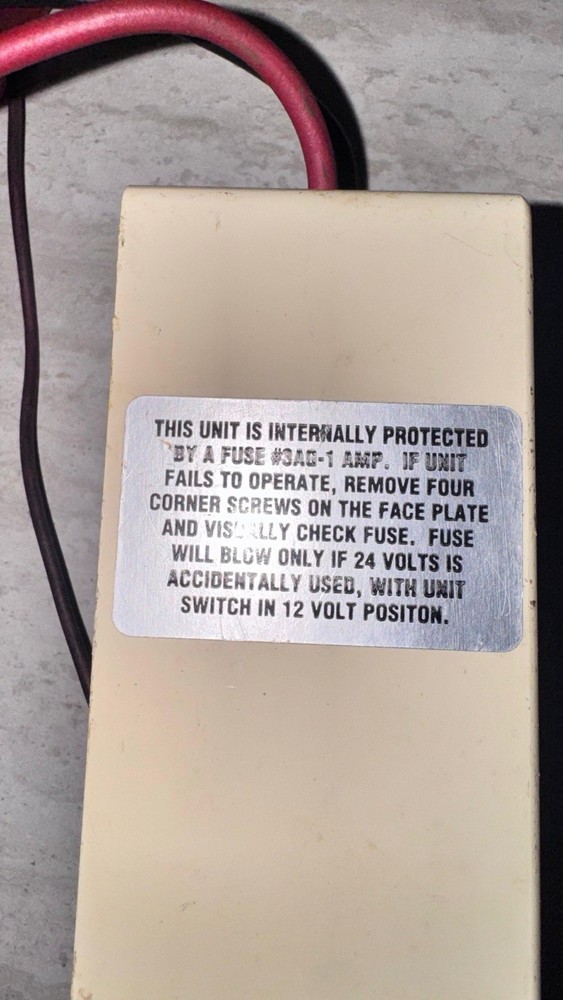 THIS UNIT IS INTERNALLY PROTECTED
BY A FUSE #3AG-1 AMP. IF UNIT
FAILS TO OPERATE, REMOVE FOUR
CORNER SCREWS ON THE FACE PLATE
AND VISUALLY CHECK FUSE. FUSE
WILL BLOW ONLY IF 24 VOLTS IS
ACCIDENTALLY USED, WITH UNIT
SWITCH IN 12 VOLT POSITON.